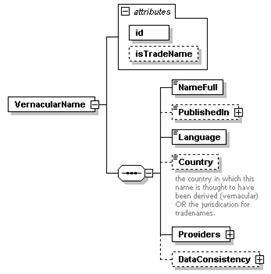 attributes
id
isTradeName
VernacularName
NameFull
PublishedIn
Language
Country
the country in which this
name is thought to have
been derived (vernacular)
OR the jurisdication for
tradenames.
Providers
DataConsistency